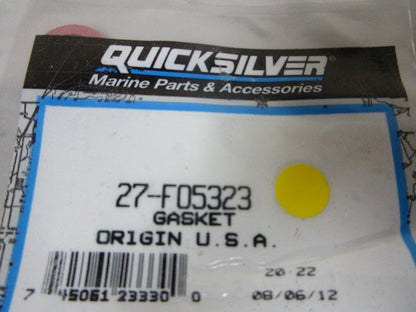 QUICKSILVER
Marine Parts & Accessories
27-F05323
GASKET
ORIGIN U.S.A.
20 22
7 45061 23330 0
08/06/12